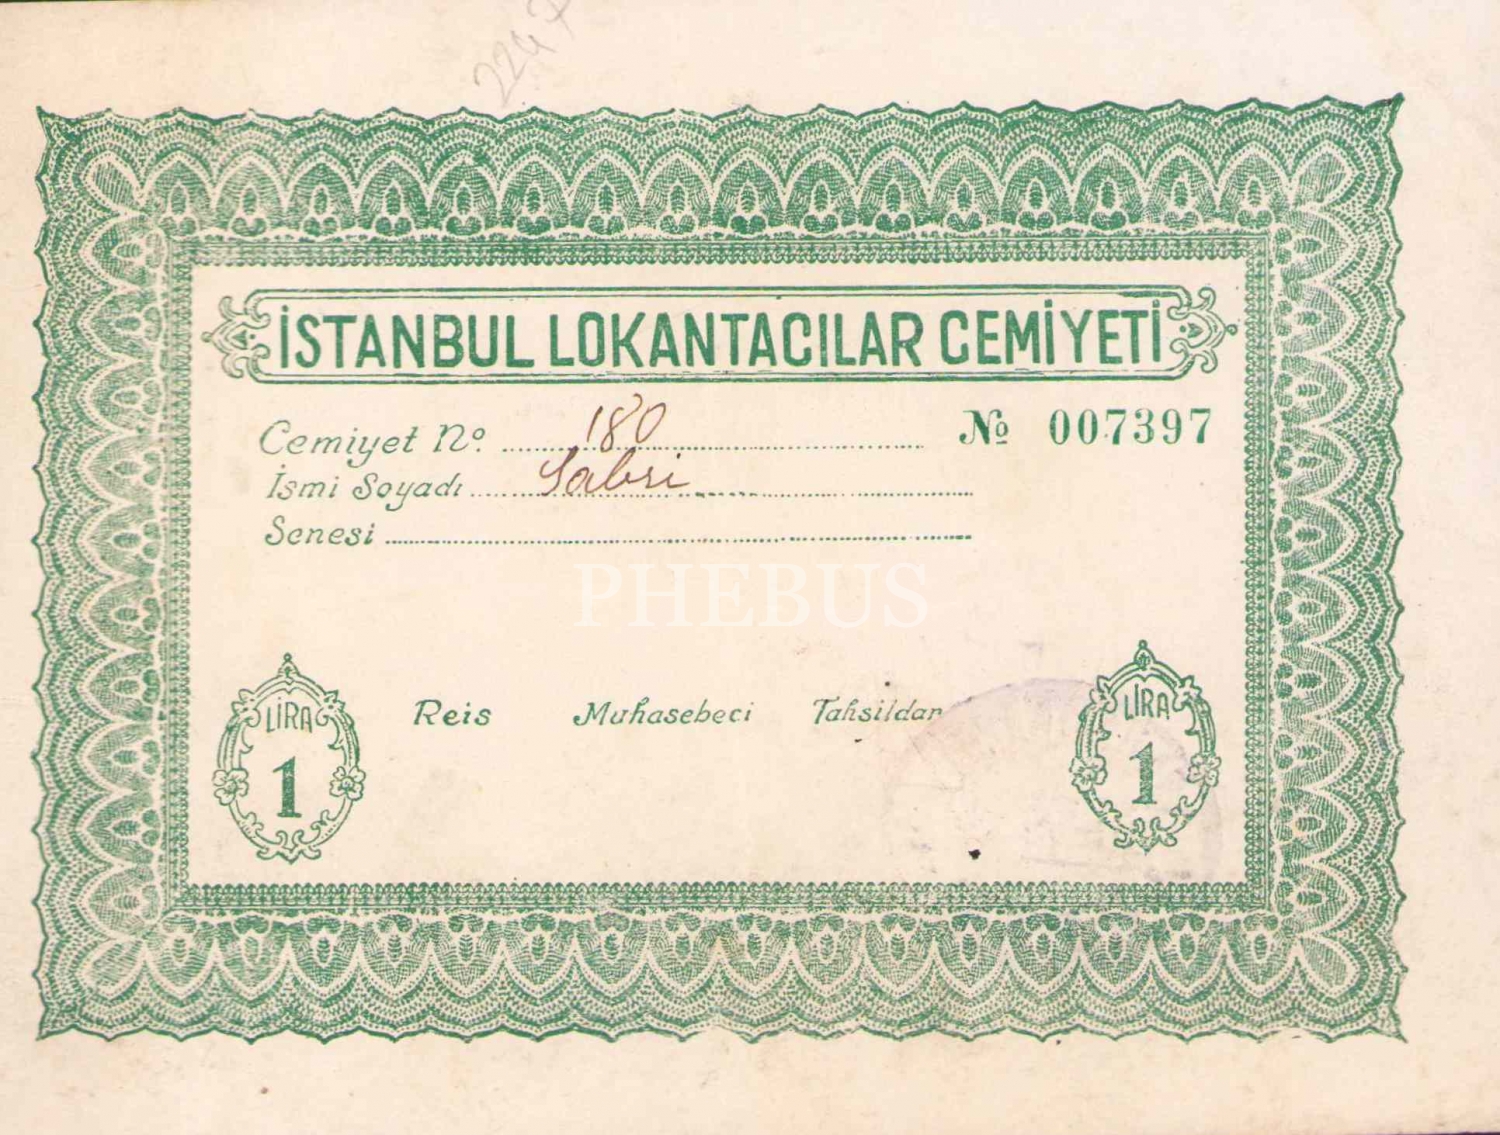 2247
İSTANBUL LOKANTACILAR CEMİYETİ
Cemiyet No. 180 № 007397
İsmi Soyadı Sabri
Senesi
PHEBUS
LİRA 1 Reis Muhasebeci Tahsildar LİRA 1